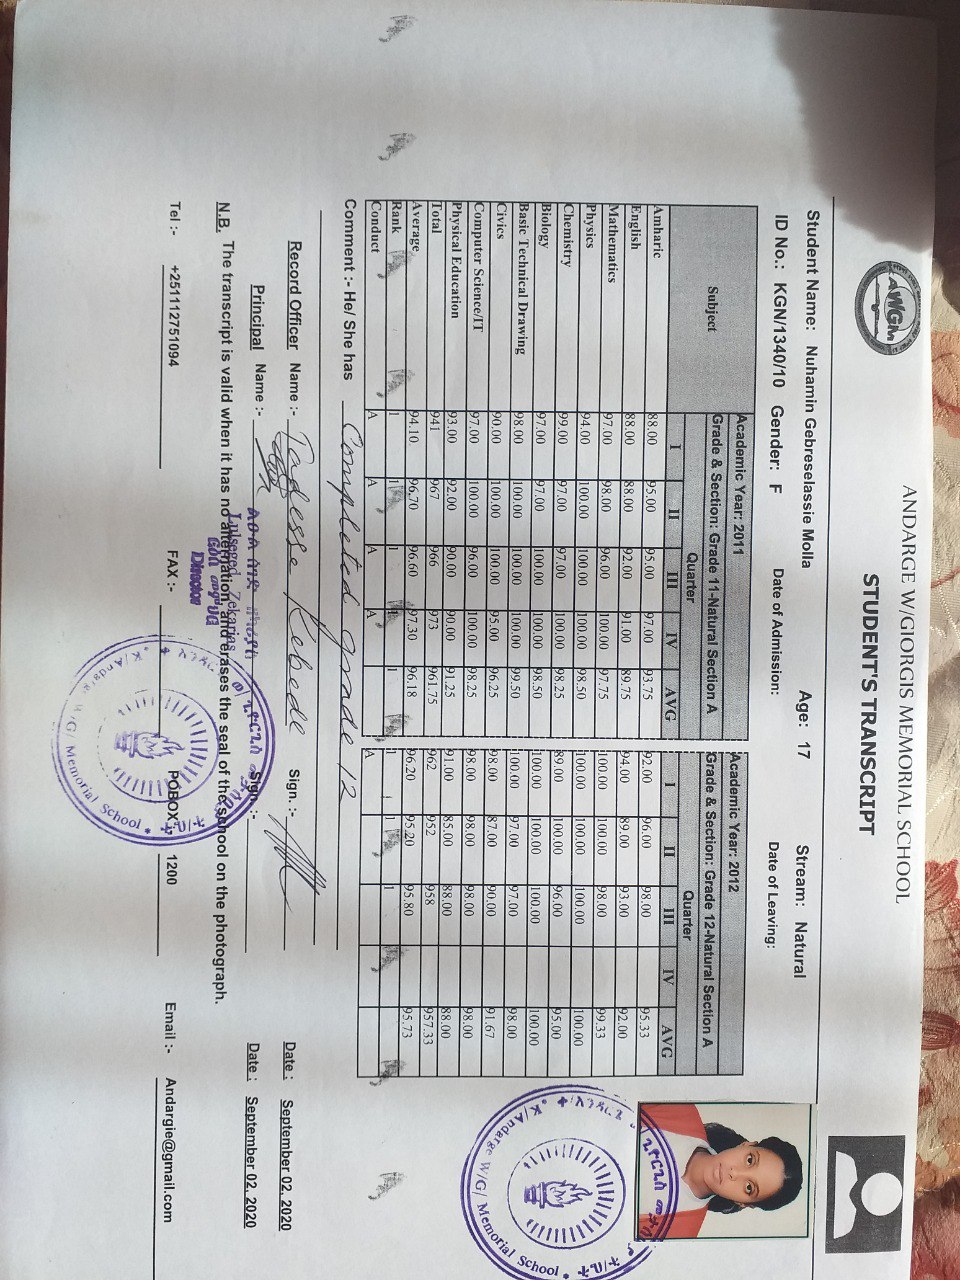 AWGM
ANDARGE W/GIORGIS MEMORIAL SCHOOL
STUDENT'S TRANSCRIPT
Student Name: Nuhamin Gebreselassie Molla Age: 17 Stream: Natural
ID No.: KGN/1340/10 Gender: F Date of Admission: Date of Leaving:
Subject Academic Year: 2011 Academic Year: 2012
Grade & Section: Grade 11-Natural Section A Grade & Section: Grade 12-Natural Section A
Quarter Quarter
I II III IV AVG I II III IV AVG
Amharic 88.00 95.00 95.00 97.00 93.75 92.00 96.00 98.00 95.33
English 88.00 88.00 92.00 91.00 89.75 94.00 89.00 93.00 92.00
Mathematics 97.00 98.00 96.00 100.00 97.75 100.00 100.00 98.00 99.33
Physics 94.00 100.00 100.00 100.00 98.50 100.00 100.00 100.00 100.00
Chemistry 99.00 97.00 97.00 100.00 98.25 89.00 100.00 96.00 95.00
Biology 97.00 97.00 100.00 100.00 98.50 100.00 100.00 100.00 100.00
Basic Technical Drawing 98.00 100.00 100.00 100.00 99.50 100.00 97.00 97.00 98.00
Civics 90.00 100.00 100.00 95.00 96.25 98.00 87.00 90.00 91.67
Computer Science/IT 97.00 100.00 96.00 100.00 98.25 98.00 98.00 98.00 98.00
Physical Education 93.00 92.00 90.00 90.00 91.25 91.00 85.00 88.00 88.00
Total 941 967 966 973 961.75 962 952 958 957.33
Average 94.10 96.70 96.60 97.30 96.18 96.20 95.20 95.80 95.73
Rank 1 1 1 1 1 1 1 1
Conduct A A A A A
Comment :- He/ She has Completed grade 12
Record Officer Name :- Tadesse Kebede Sign. :- Date : September 02. 2020
Principal Name :- Sign. :- Date : September 02. 2020
Lulseged Zekarias
Director
N.B. The transcript is valid when it has no alternation and erases the seal of the school on the photograph.
Tel :- +251112751094 FAX :- POBOX :- 1200 Email :- Andargie@gmail.com
K/Andarge W/G/ Memorial School
K/Andarge W/G/ Memorial School